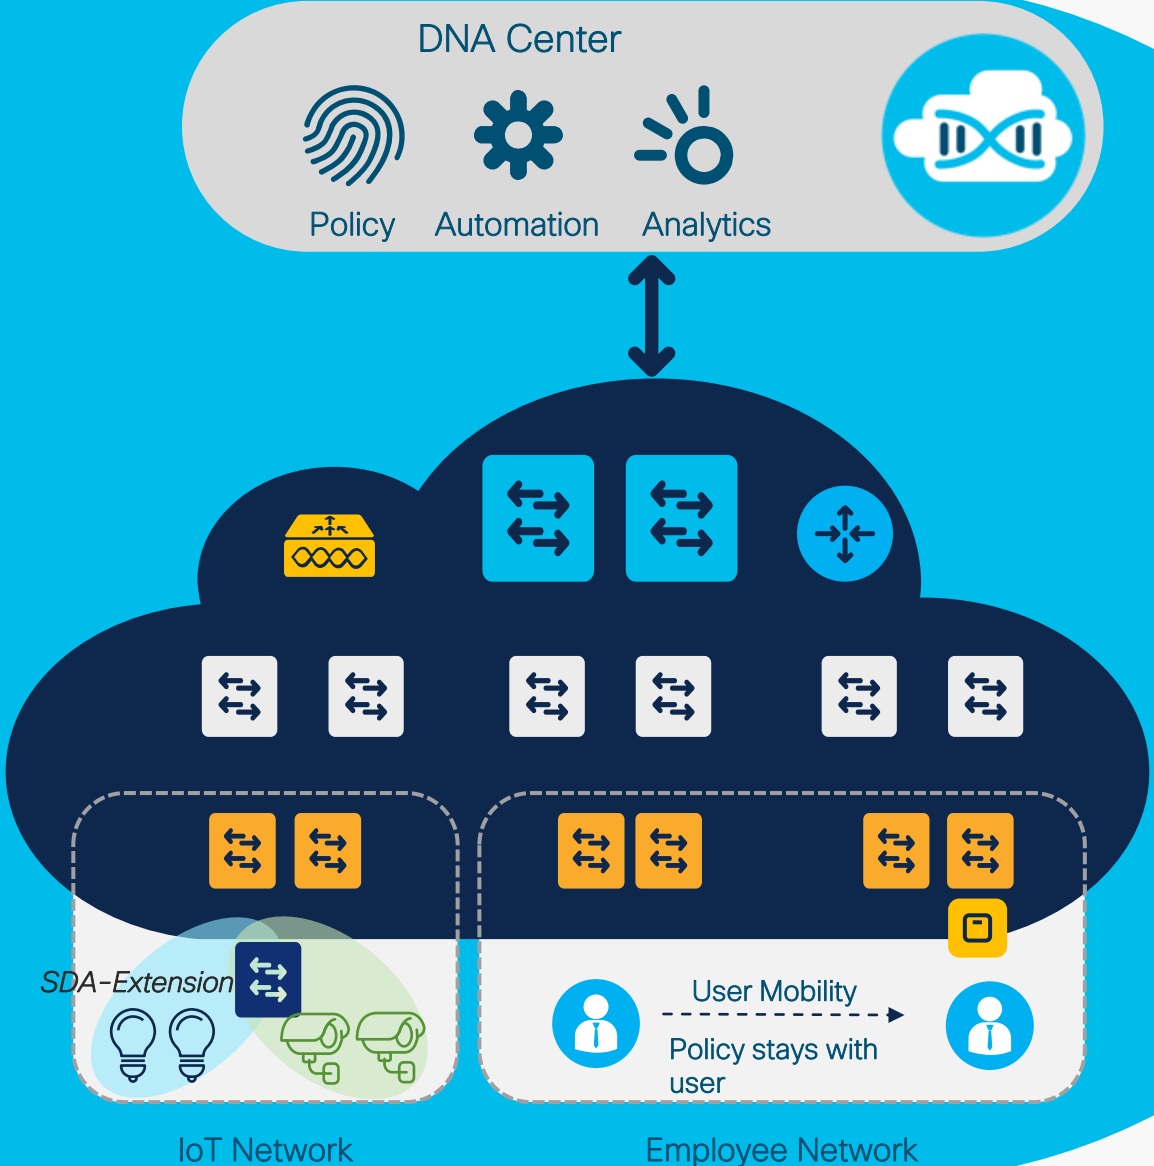 DNA Center
Policy
Automation
Analytics
SDA-Extension
User Mobility
Policy stays with
user
IoT Network
Employee Network